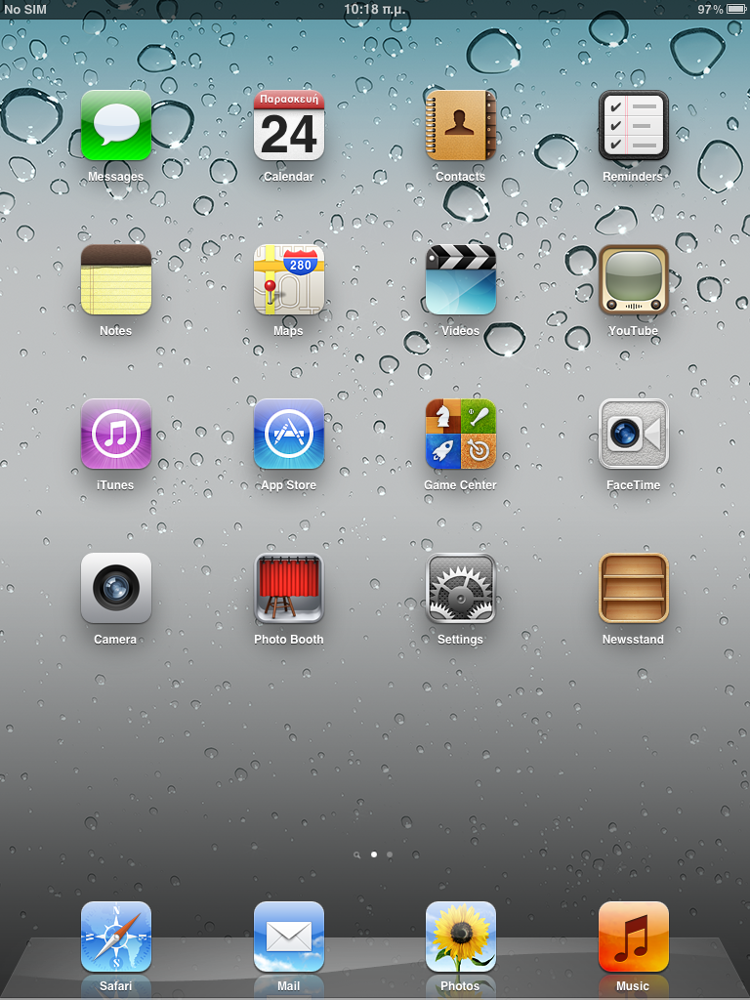 No SIM 10:18 π.μ. 97%
Παρασκευή
24
Messages Calendar Contacts Reminders
280
Notes Maps Videos YouTube
iTunes App Store Game Center FaceTime
Camera Photo Booth Settings Newsstand
N
Safari Mail Photos Music